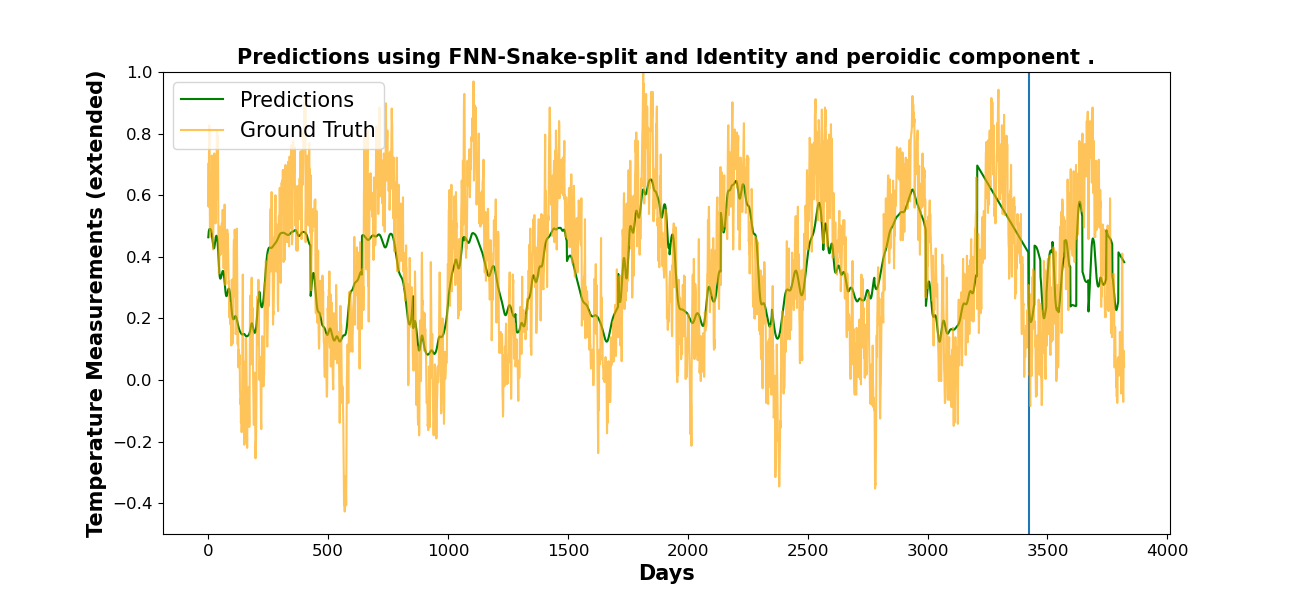 Predictions using FNN-Snake-split and Identity and peroidic component .
Temperature Measurements (extended)
1.0
0.8
0.6
0.4
0.2
0.0
−0.2
−0.4
Predictions
Ground Truth
0 500 1000 1500 2000 2500 3000 3500 4000
Days